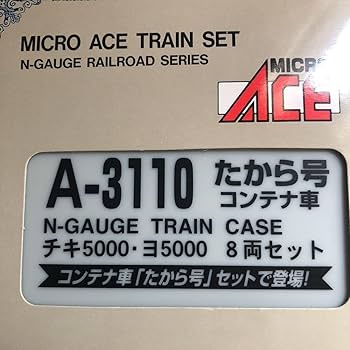 MICRO ACE TRAIN SET
N-GAUGE RAILROAD SERIES
MICRO
ACE
A-3110 たから号
コンテナ車
N-GAUGE TRAIN CASE
チキ5000・ヨ5000 8両セット
コンテナ車「たから号」セットで登場!